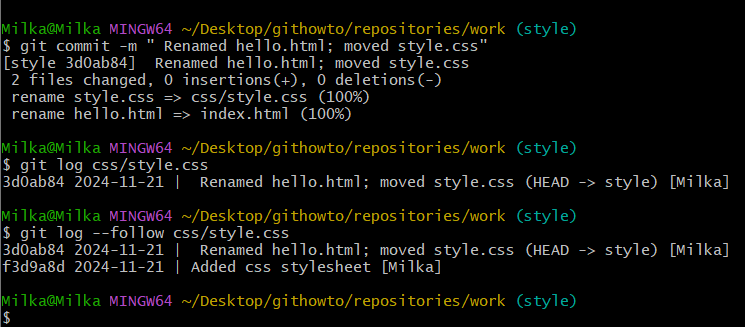 Milka@Milka MINGW64 ~/Desktop/githowto/repositories/work (style)
$ git commit -m " Renamed hello.html; moved style.css"
[style 3d0ab84]  Renamed hello.html; moved style.css
 2 files changed, 0 insertions(+), 0 deletions(-)
 rename style.css => css/style.css (100%)
 rename hello.html => index.html (100%)
Milka@Milka MINGW64 ~/Desktop/githowto/repositories/work (style)
$ git log css/style.css
3d0ab84 2024-11-21 |  Renamed hello.html; moved style.css (HEAD -> style) [Milka]
Milka@Milka MINGW64 ~/Desktop/githowto/repositories/work (style)
$ git log --follow css/style.css
3d0ab84 2024-11-21 |  Renamed hello.html; moved style.css (HEAD -> style) [Milka]
f3d9a8d 2024-11-21 | Added css stylesheet [Milka]
Milka@Milka MINGW64 ~/Desktop/githowto/repositories/work (style)
$